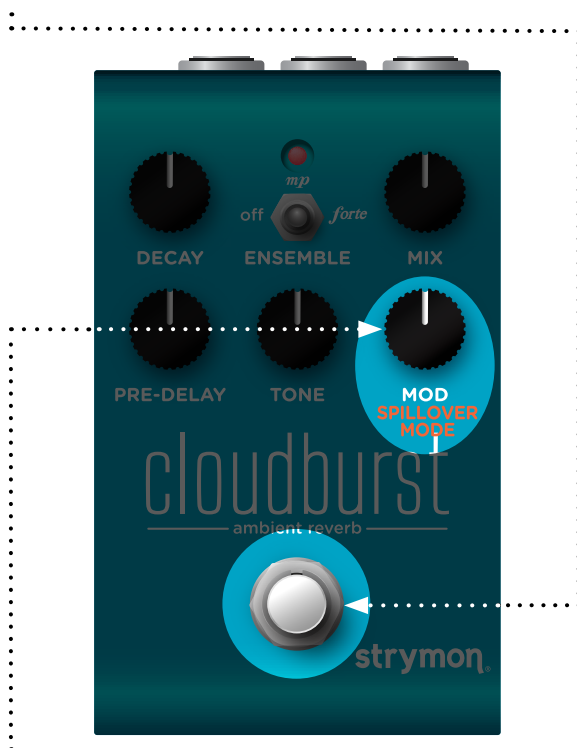 mp
off forte
DECAY ENSEMBLE MIX
PRE-DELAY TONE MOD
SPILLOVER
MODE
cloudburst
ambient reverb
strymon®